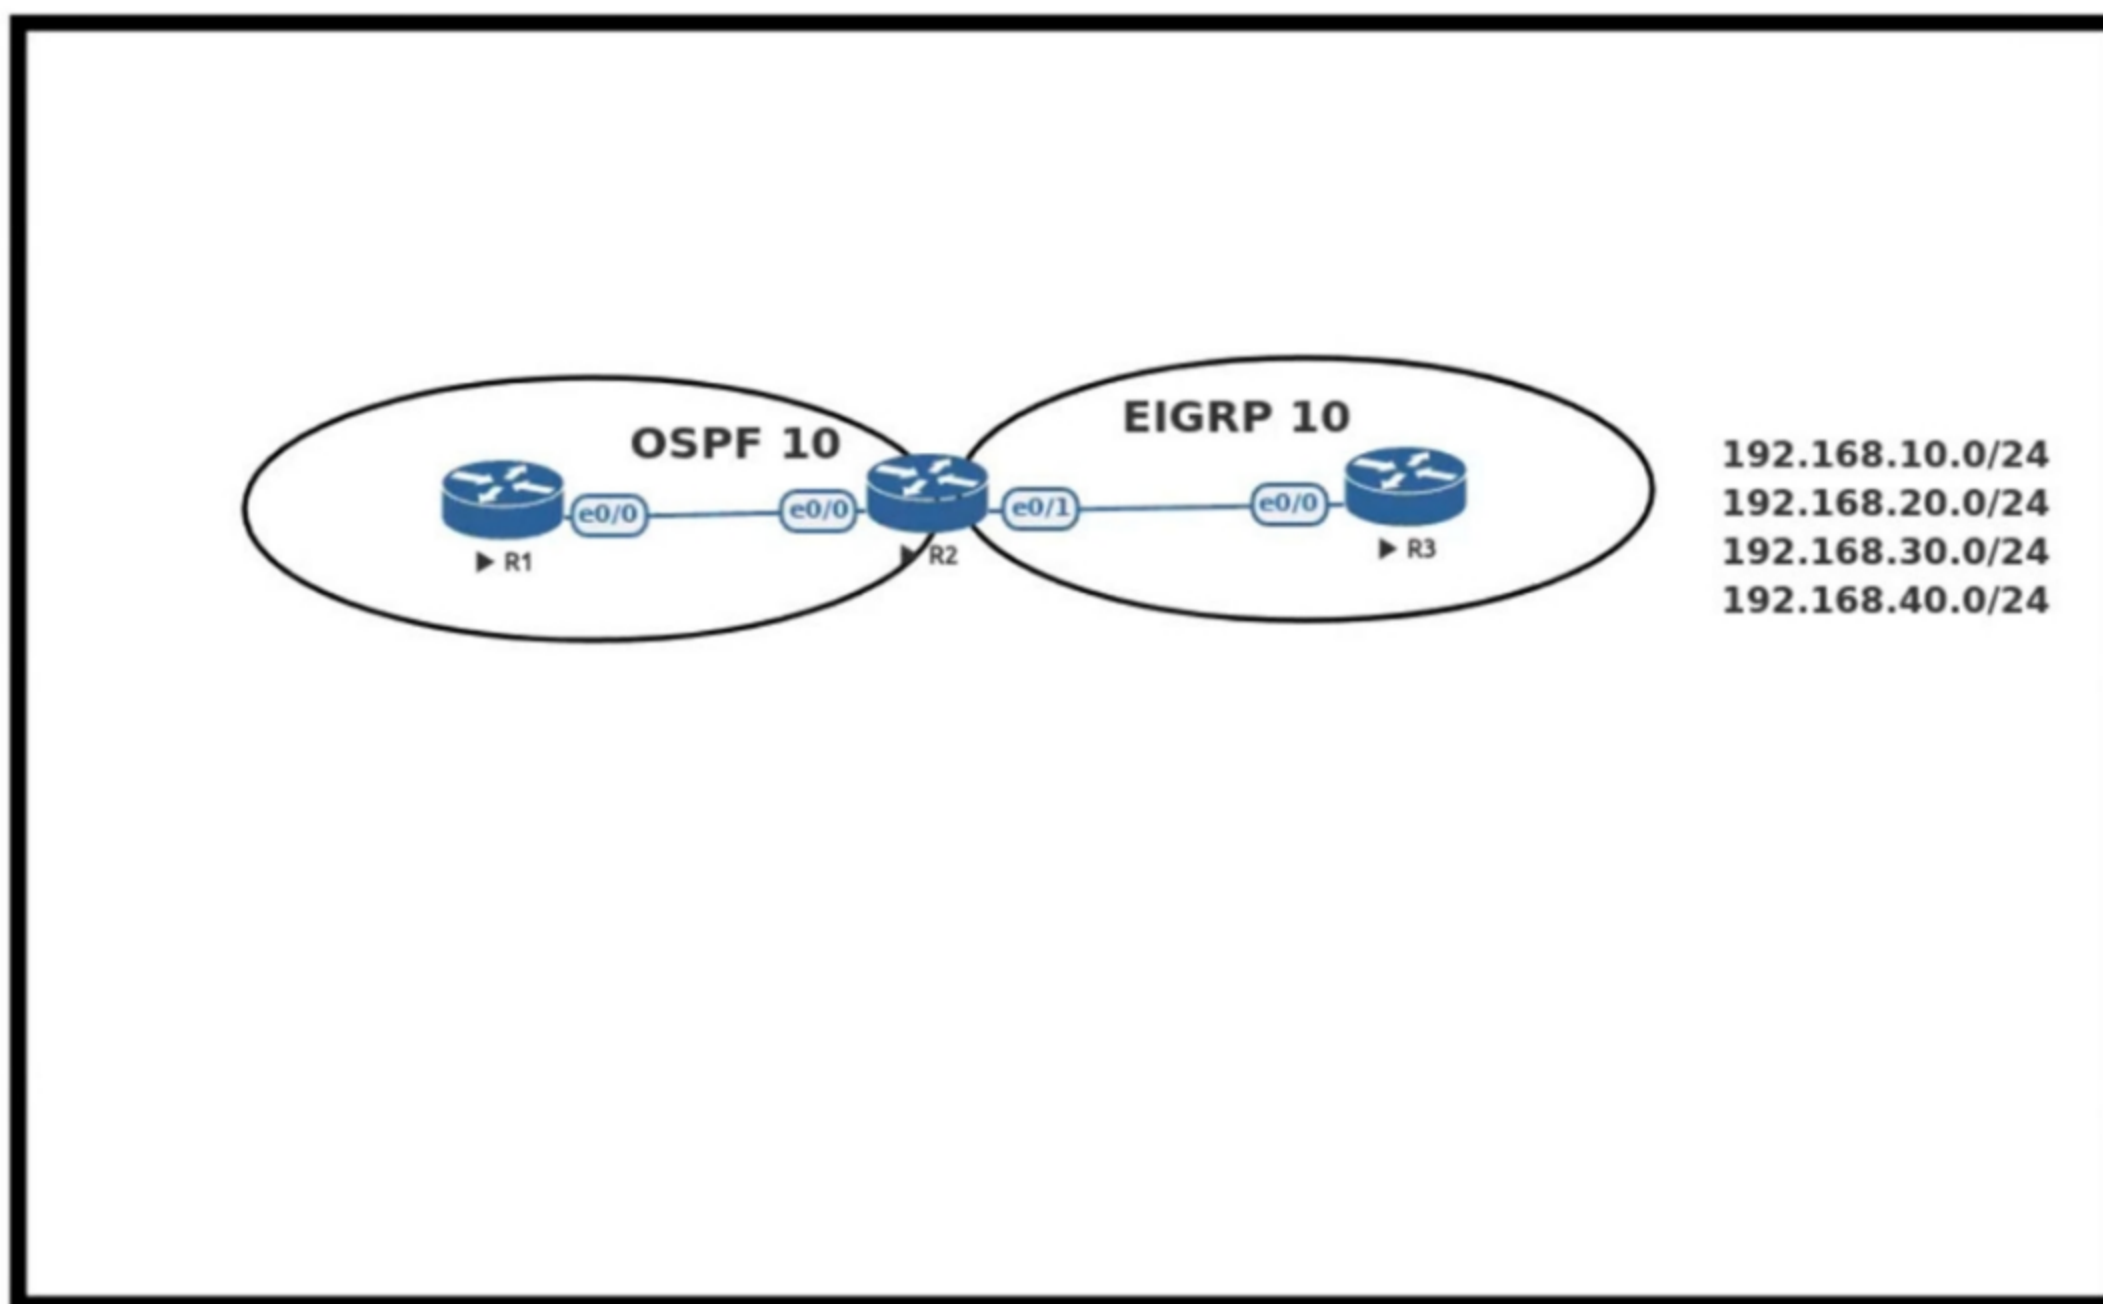 OSPF 10
EIGRP 10
e0/0
e0/0
e0/1
e0/0
R1
R2
R3
192.168.10.0/24
192.168.20.0/24
192.168.30.0/24
192.168.40.0/24